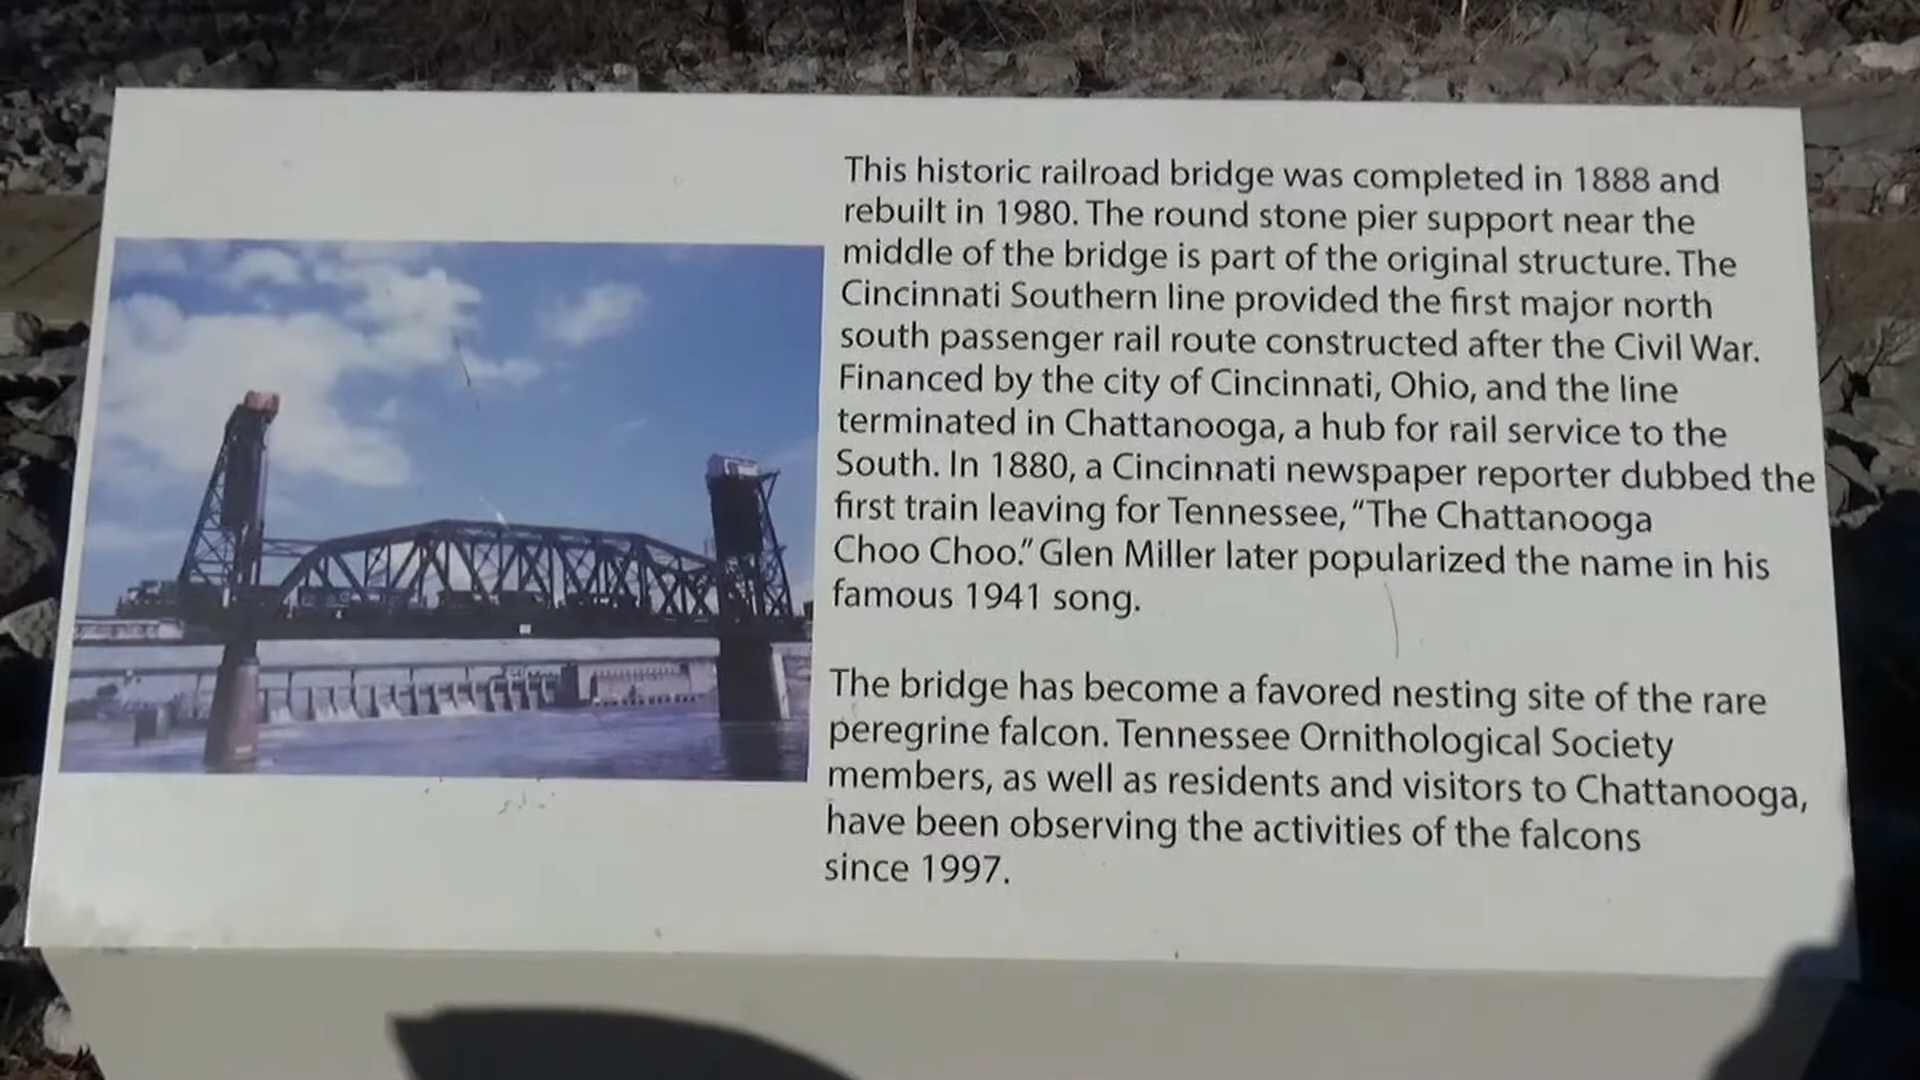 This historic railroad bridge was completed in 1888 and
rebuilt in 1980. The round stone pier support near the
middle of the bridge is part of the original structure. The
Cincinnati Southern line provided the first major north
south passenger rail route constructed after the Civil War.
Financed by the city of Cincinnati, Ohio, and the line
terminated in Chattanooga, a hub for rail service to the
South. In 1880, a Cincinnati newspaper reporter dubbed the
first train leaving for Tennessee, “The Chattanooga
Choo Choo.” Glen Miller later popularized the name in his
famous 1941 song.
The bridge has become a favored nesting site of the rare
peregrine falcon. Tennessee Ornithological Society
members, as well as residents and visitors to Chattanooga,
have been observing the activities of the falcons
since 1997.